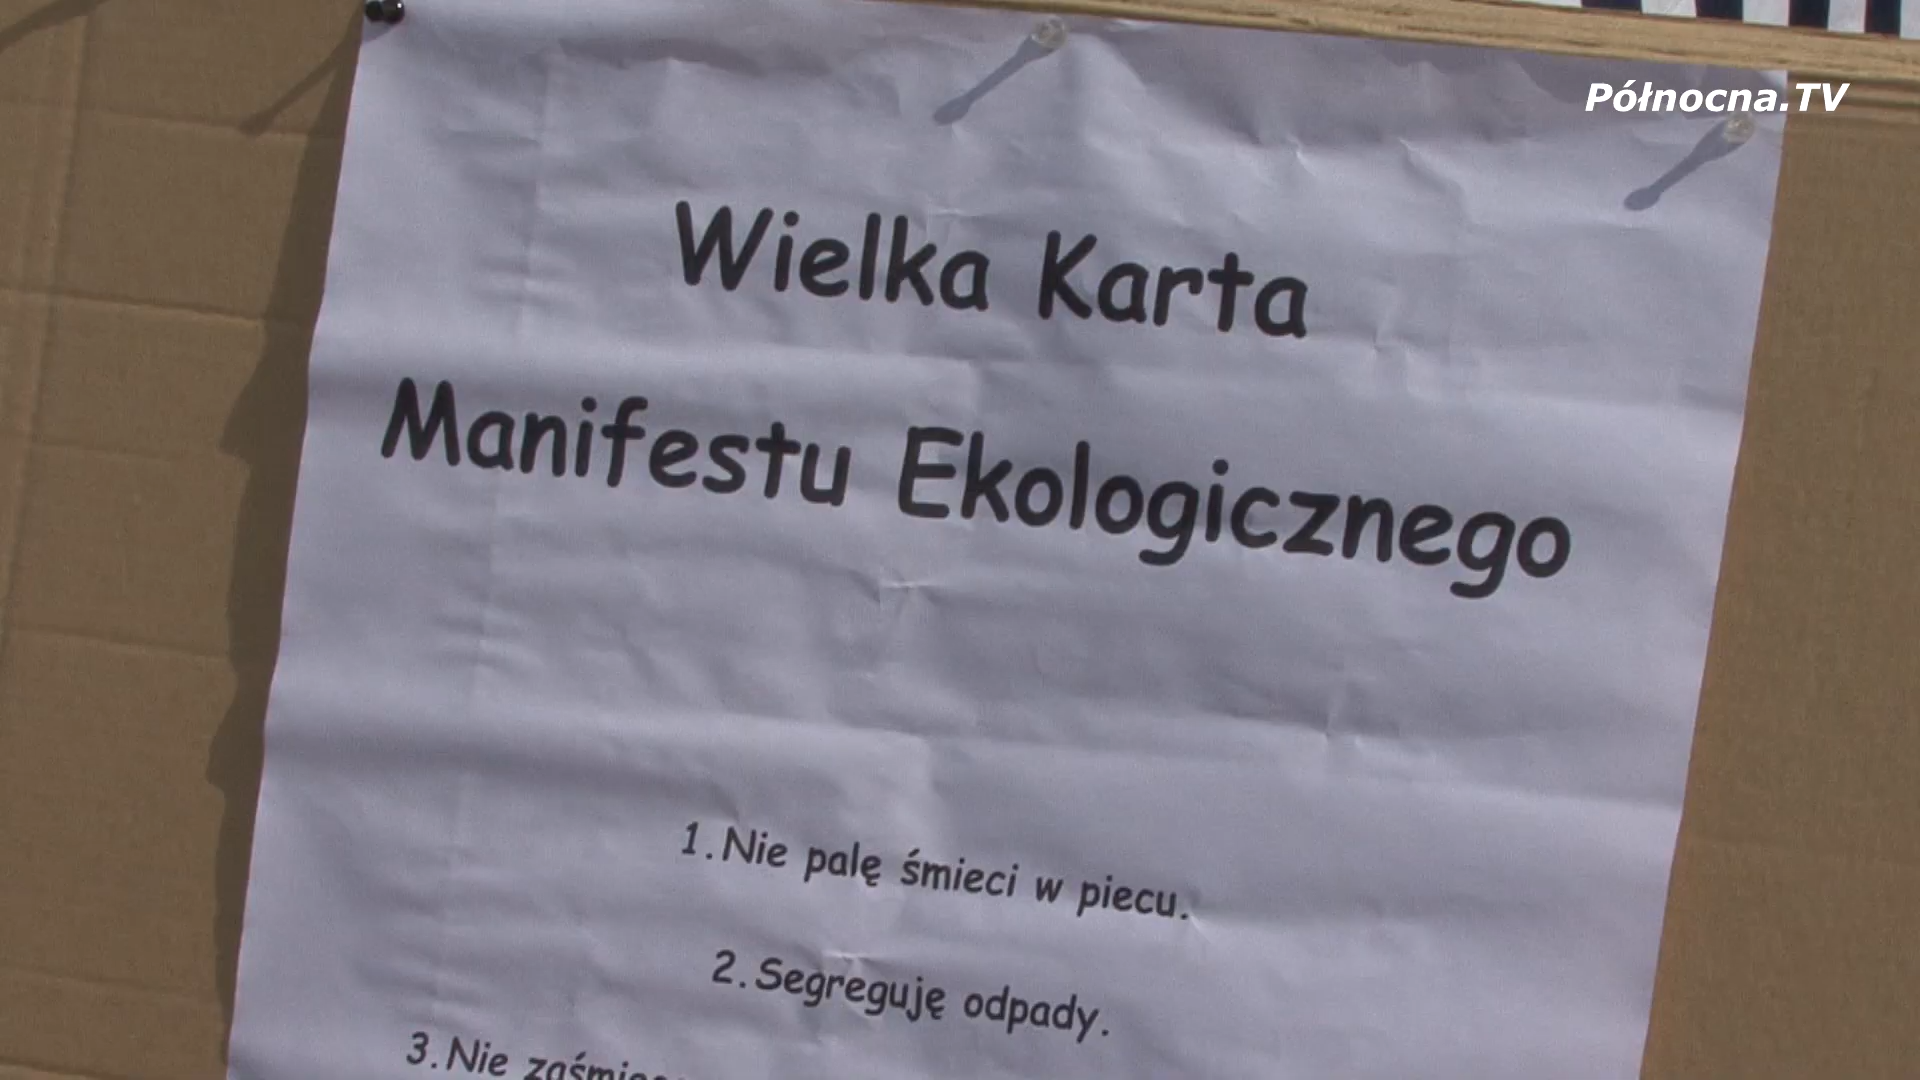 Północna.TV
Wielka Karta
Manifestu Ekologicznego
1. Nie palę śmieci w piecu.
2. Segreguję odpady.
3. Nie